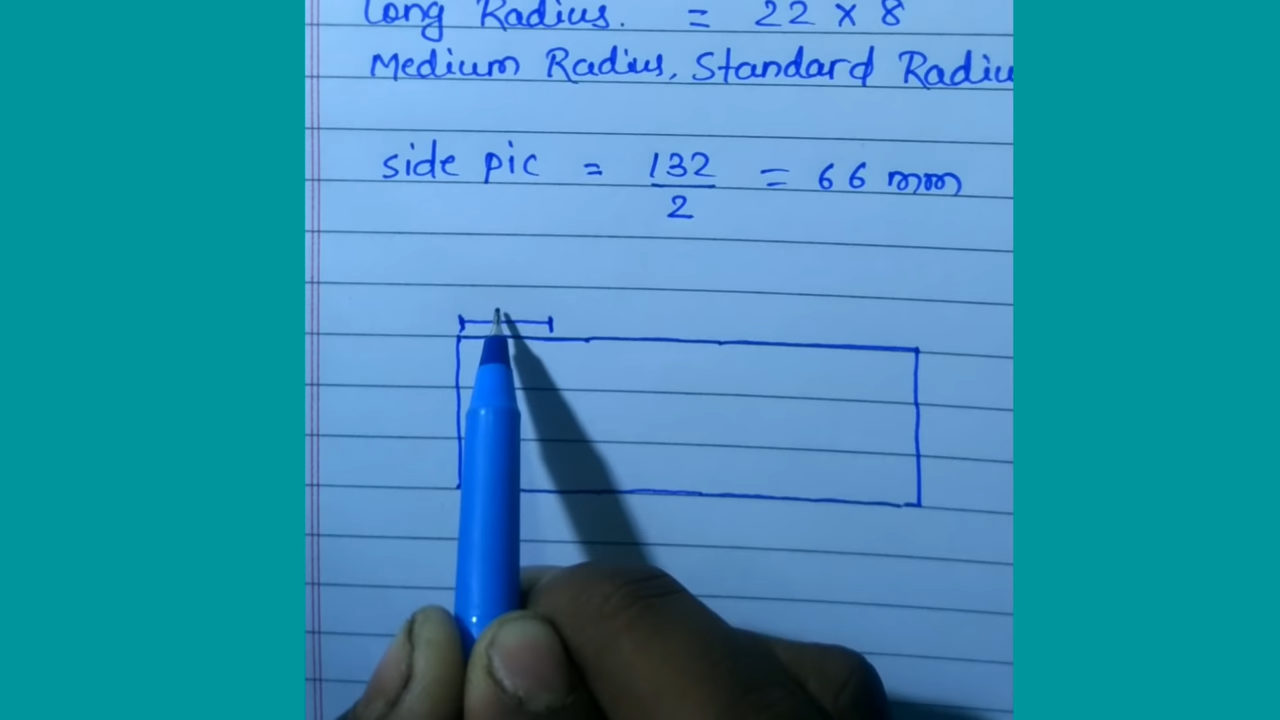 Long Radius. = 22 × 8
Medium Radius, Standard Radiu
side pic = 132/2 = 66 mm